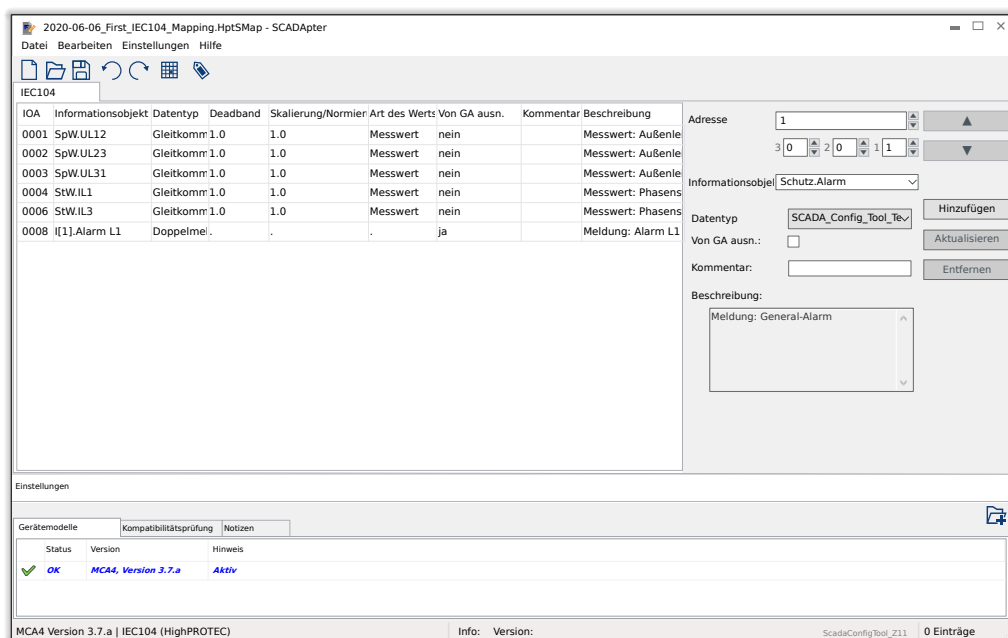 2020-06-06_First_IEC104_Mapping.HptSMap - SCADApter
Datei Bearbeiten Einstellungen Hilfe
IEC104
IOA Informationsobjekt Datentyp Deadband Skalierung/Normier Art des Werts Von GA ausn. Kommentar Beschreibung
0001 SpW.UL12 Gleitkomm 1.0 1.0 Messwert nein Messwert: Außenle
0002 SpW.UL23 Gleitkomm 1.0 1.0 Messwert nein Messwert: Außenle
0003 SpW.UL31 Gleitkomm 1.0 1.0 Messwert nein Messwert: Außenle
0004 StW.IL1 Gleitkomm 1.0 1.0 Messwert nein Messwert: Phasens
0006 StW.IL3 Gleitkomm 1.0 1.0 Messwert nein Messwert: Phasens
0008 I[1].Alarm L1 Doppelmel . . . ja Meldung: Alarm L1
Adresse 1
3 0 2 0 1 1
Informationsobjel Schutz.Alarm
Hinzufügen
Datentyp SCADA_Config_Tool_Te
Von GA ausn.: Aktualisieren
Kommentar: Entfernen
Beschreibung:
Meldung: General-Alarm
Einstellungen
Gerätemodelle Kompatibilitätsprüfung Notizen
Status Version Hinweis
OK MCA4, Version 3.7.a Aktiv
MCA4 Version 3.7.a | IEC104 (HighPROTEC) Info: Version: ScadaConfigTool_Z11 0 Einträge